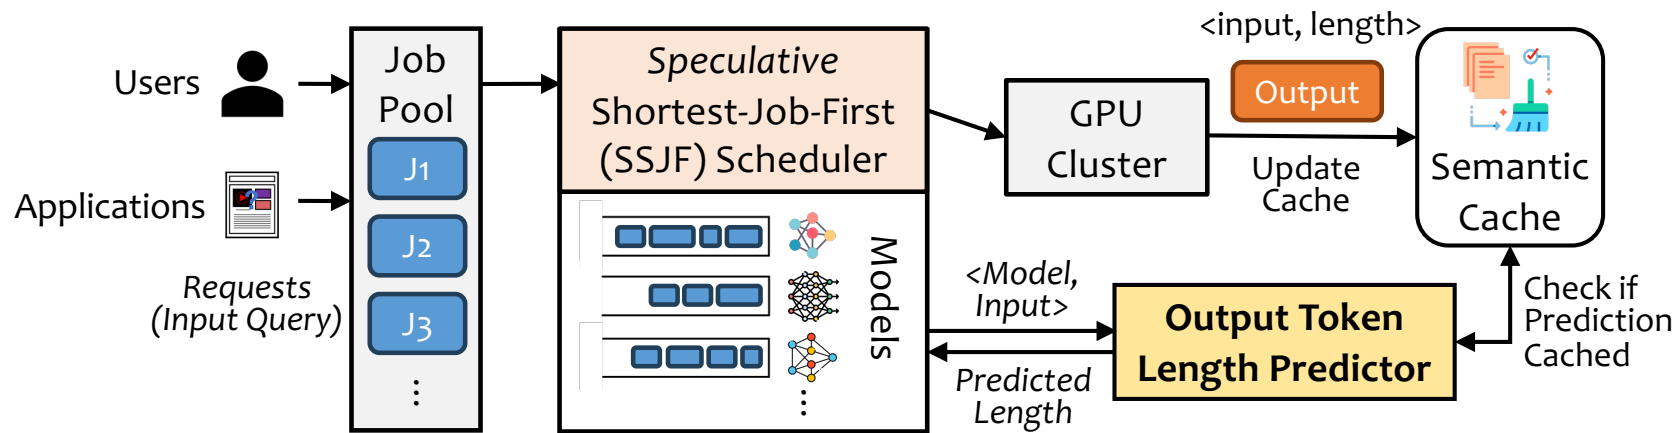 Users
Applications
Requests
(Input Query)
Job
Pool
J1
J2
J3
...
Speculative
Shortest-Job-First
(SSJF) Scheduler
Models
...
GPU
Cluster
<input, length>
Output
Update
Cache
Semantic
Cache
<Model,
Input>
Predicted
Length
Output Token
Length Predictor
Check if
Prediction
Cached